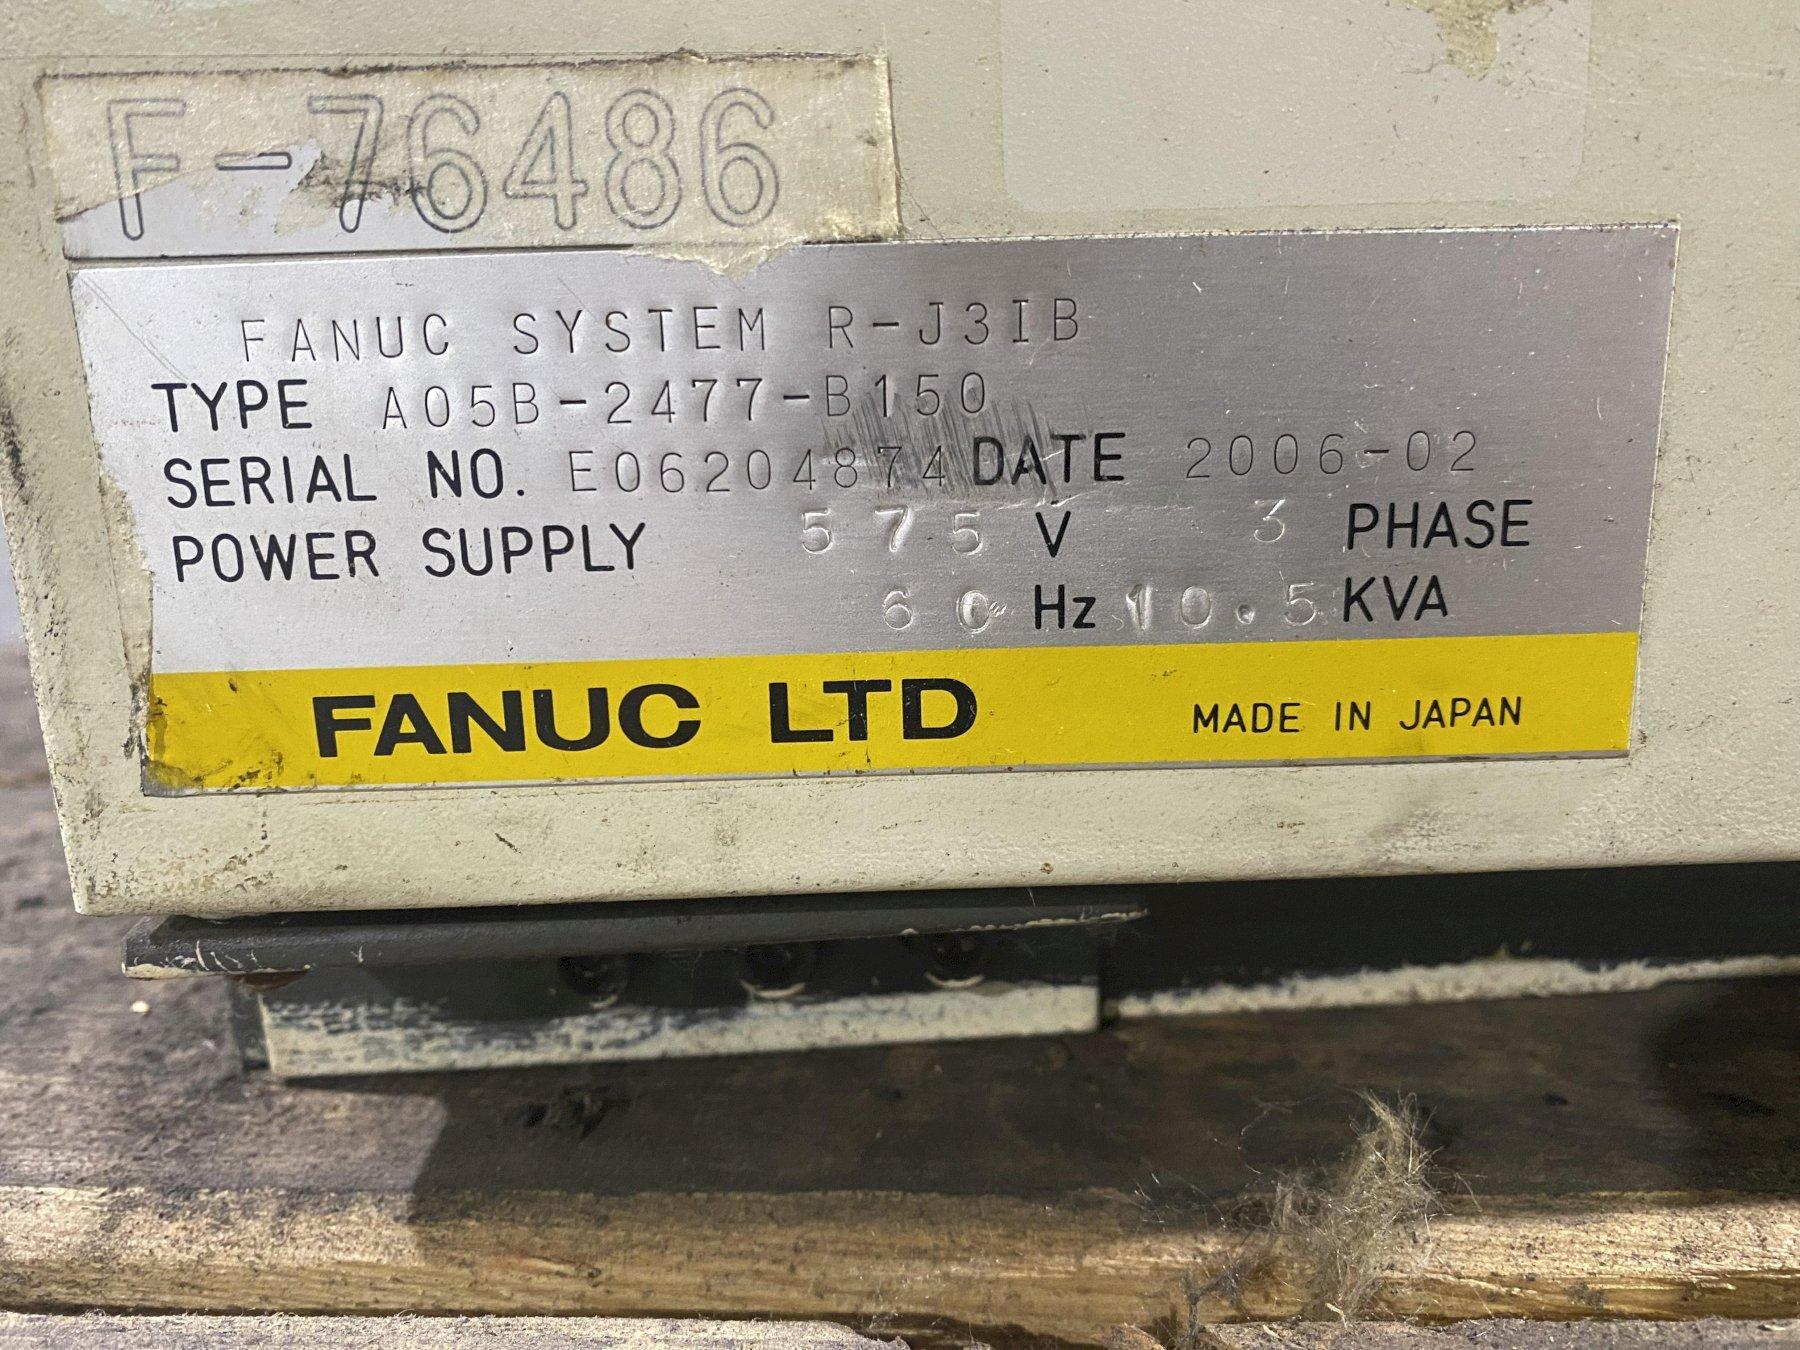 F-76486
FANUC SYSTEM R-J3IB
TYPE A05B-2477-B150
SERIAL NO. E06204874 DATE 2006-02
POWER SUPPLY 575 V 3 PHASE
60 Hz 10.5 KVA
FANUC LTD MADE IN JAPAN